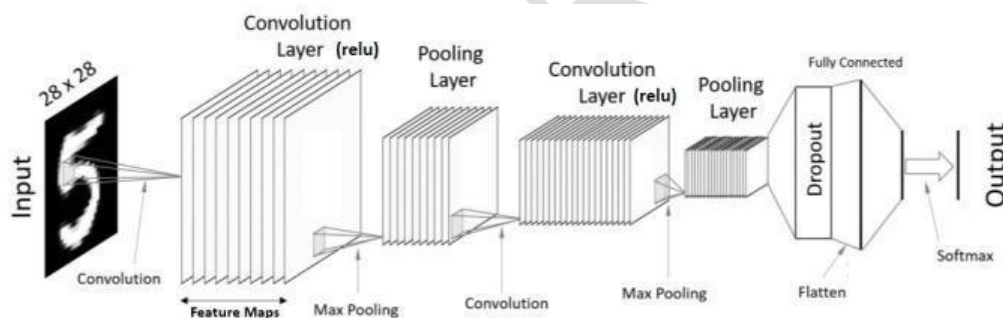 Input
28 x 28
5
Convolution
Convolution
Layer (relu)
Feature Maps
Max Pooling
Pooling
Layer
Convolution
Convolution
Layer (relu)
Max Pooling
Pooling
Layer
Dropout
Flatten
Fully Connected
Softmax
Output